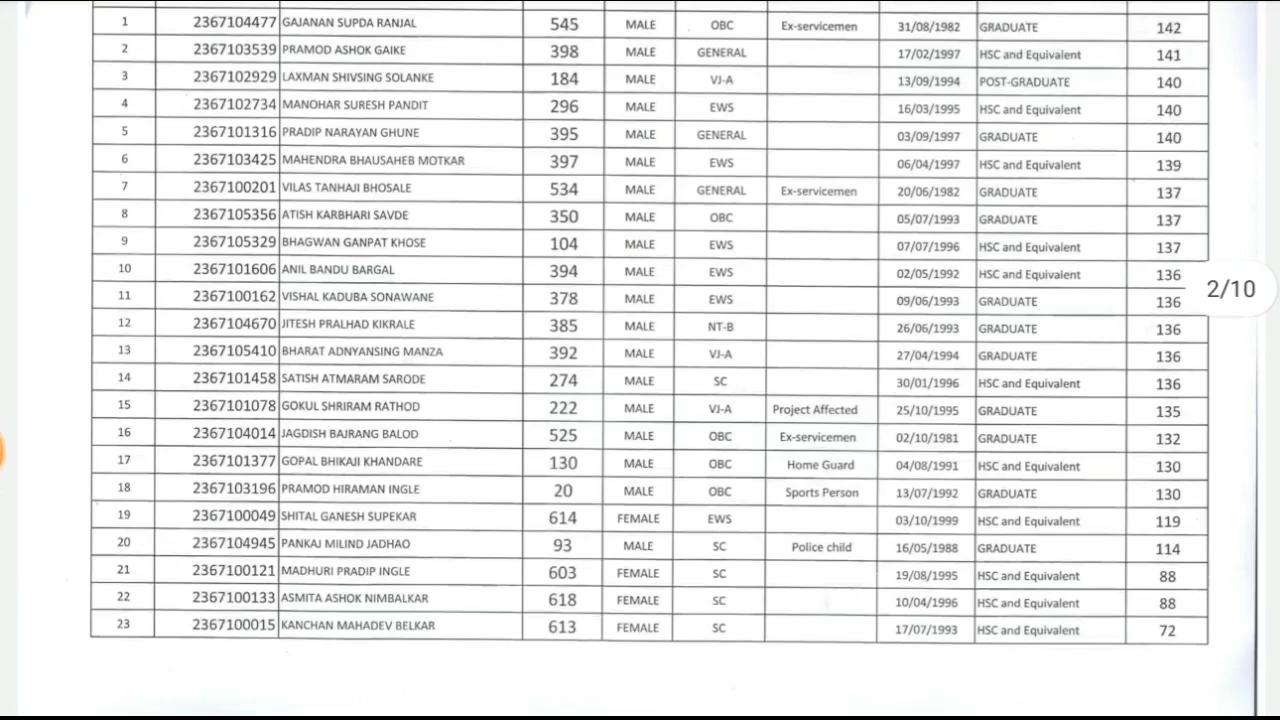 1 2367104477 GAJANAN SUPDA RANJAL 545 MALE OBC Ex-servicemen 31/08/1982 GRADUATE 142
2 2367103539 PRAMOD ASHOK GAIKE 398 MALE GENERAL 17/02/1997 HSC and Equivalent 141
3 2367102929 LAXMAN SHIVSING SOLANKE 184 MALE VJ-A 13/09/1994 POST-GRADUATE 140
4 2367102734 MANOHAR SURESH PANDIT 296 MALE EWS 16/03/1995 HSC and Equivalent 140
5 2367101316 PRADIP NARAYAN GHUNE 395 MALE GENERAL 03/09/1997 GRADUATE 140
6 2367103425 MAHENDRA BHAUSAHEB MOTKAR 397 MALE EWS 06/04/1997 HSC and Equivalent 139
7 2367100201 VILAS TANHAJI BHOSALE 534 MALE GENERAL Ex-servicemen 20/06/1982 GRADUATE 137
8 2367105356 ATISH KARBHARI SAVDE 350 MALE OBC 05/07/1993 GRADUATE 137
9 2367105329 BHAGWAN GANPAT KHOSE 104 MALE EWS 07/07/1996 HSC and Equivalent 137
10 2367101606 ANIL BANDU BARGAL 394 MALE EWS 02/05/1992 HSC and Equivalent 136
2/10
11 2367100162 VISHAL KADUBA SONAWANE 378 MALE EWS 09/06/1993 GRADUATE 136
12 2367104670 JITESH PRALHAD KIKRALE 385 MALE NT-B 26/06/1993 GRADUATE 136
13 2367105410 BHARAT ADNYANSING MANZA 392 MALE VJ-A 27/04/1994 GRADUATE 136
14 2367101458 SATISH ATMARAM SARODE 274 MALE SC 30/01/1996 HSC and Equivalent 136
15 2367101078 GOKUL SHRIRAM RATHOD 222 MALE VJ-A Project Affected 25/10/1995 GRADUATE 135
16 2367104014 JAGDISH BAJRANG BALOD 525 MALE OBC Ex-servicemen 02/10/1981 GRADUATE 132
17 2367101377 GOPAL BHIKAJI KHANDARE 130 MALE OBC Home Guard 04/08/1991 HSC and Equivalent 130
18 2367103196 PRAMOD HIRAMAN INGLE 20 MALE OBC Sports Person 13/07/1992 GRADUATE 130
19 2367100049 SHITAL GANESH SUPEKAR 614 FEMALE EWS 03/10/1999 HSC and Equivalent 119
20 2367104945 PANKAJ MILIND JADHAO 93 MALE SC Police child 16/05/1988 GRADUATE 114
21 2367100121 MADHURI PRADIP INGLE 603 FEMALE SC 19/08/1995 HSC and Equivalent 88
22 2367100133 ASMITA ASHOK NIMBALKAR 618 FEMALE SC 10/04/1996 HSC and Equivalent 88
23 2367100015 KANCHAN MAHADEV BELKAR 613 FEMALE SC 17/07/1993 HSC and Equivalent 72